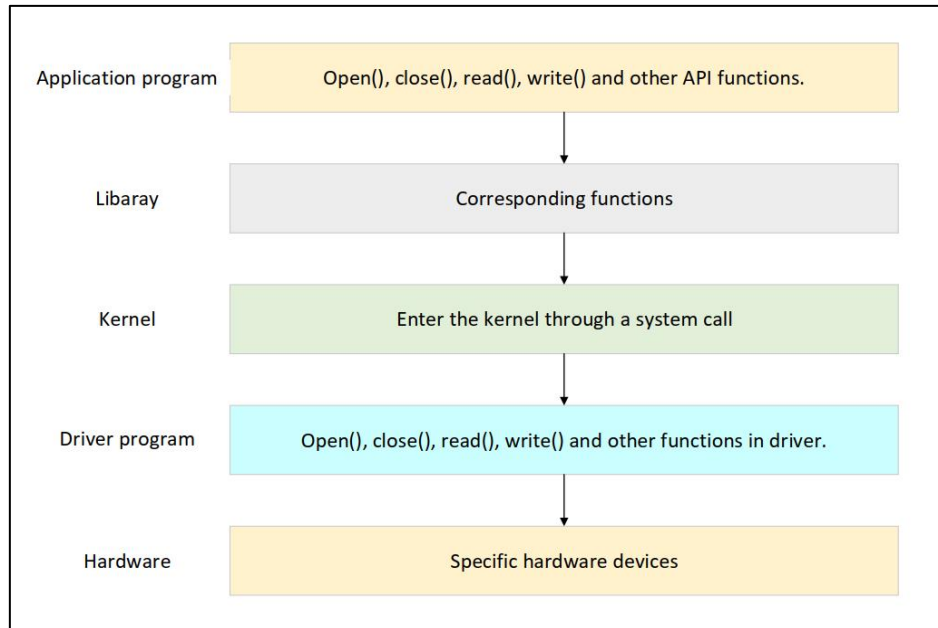 Application program
Open(), close(), read(), write() and other API functions.
Libaray
Corresponding functions
Kernel
Enter the kernel through a system call
Driver program
Open(), close(), read(), write() and other functions in driver.
Hardware
Specific hardware devices